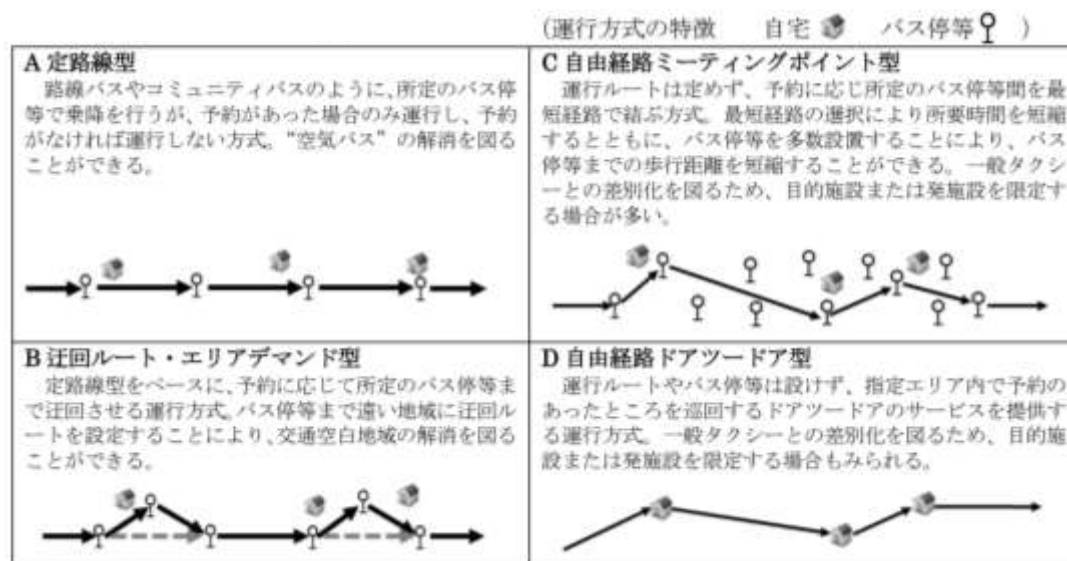 (運行方式の特徴 自宅 バス停等 )
A 定路線型
路線バスやコミュニティバスのように、所定のバス停
等で乗降を行うが、予約があった場合のみ運行し、予約
がなければ運行しない方式。“空気バス”の解消を図る
ことができる。
C 自由経路ミーティングポイント型
運行ルートは定めず、予約に応じ所定のバス停等間を最
短経路で結ぶ方式。最短経路の選択により所要時間を短縮
するとともに、バス停等を多数設置することにより、バス
停等までの歩行距離を短縮することができる。一般タクシ
ーとの差別化を図るため、目的施設または発施設を限定す
る場合が多い。
B 迂回ルート・エリアデマンド型
定路線型をベースに、予約に応じて所定のバス停等ま
で迂回させる運行方式。バス停等まで遠い地域に迂回ル
ートを設定することにより、交通空白地域の解消を図る
ことができる。
D 自由経路ドアツードア型
運行ルートやバス停等は設けず、指定エリア内で予約の
あったところを巡回するドアツードアのサービスを提供す
る運行方式。一般タクシーとの差別化を図るため、目的施
設または発施設を限定する場合もみられる。